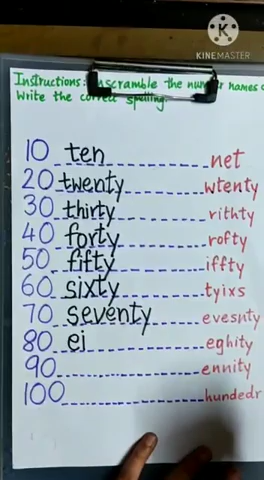 KINEMASTER
Instructions: Unscramble the number names
Write the correct spelling.
10 ten net
20 twenty wtenty
30 thirty rithty
40 forty rofty
50 fifty iffty
60 sixty tyixs
70 seventy evesnty
80 ei eghity
90 ennity
100 hundedr